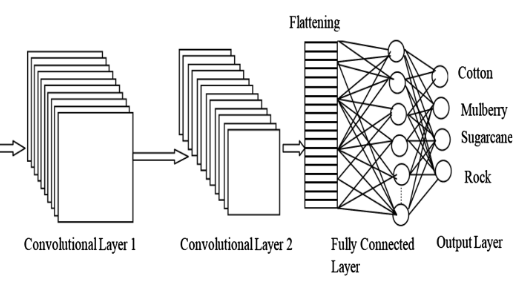 Flattening
Cotton
Mulberry
Sugarcane
Rock
Convolutional Layer 1
Convolutional Layer 2
Fully Connected
Layer
Output Layer